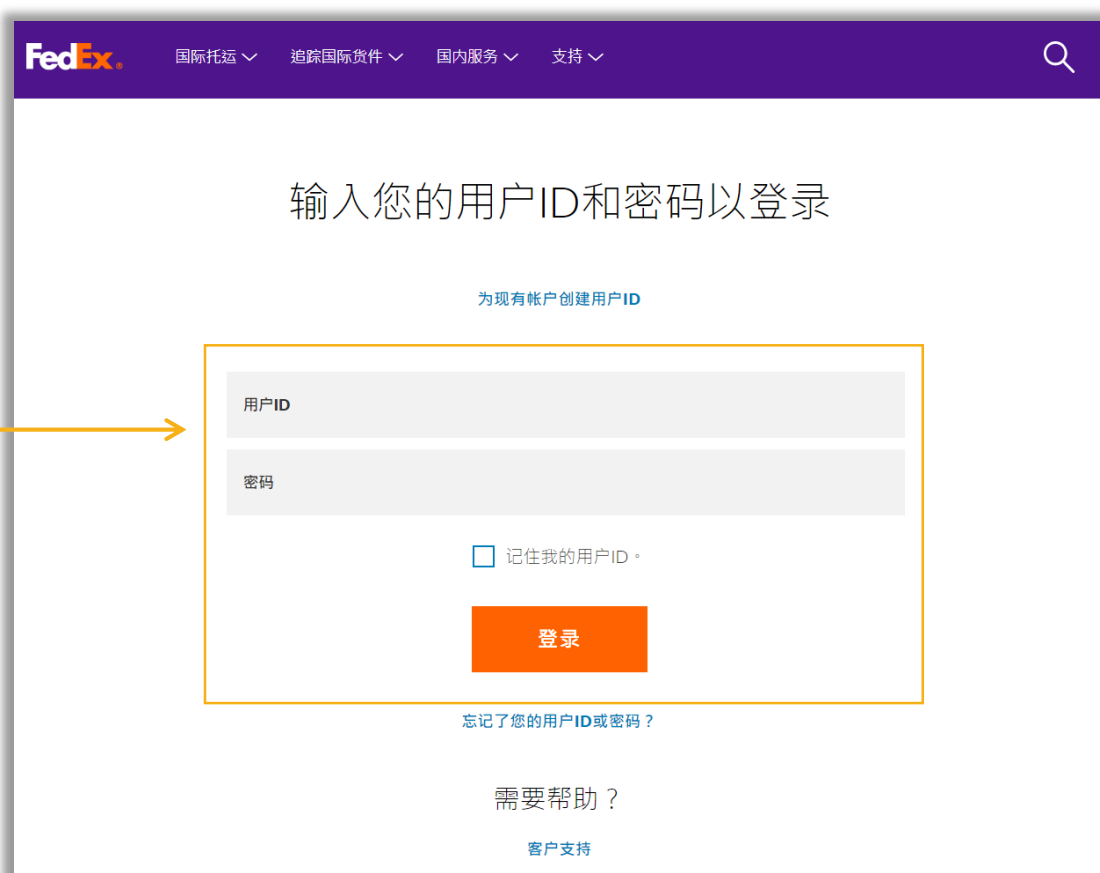 FedEx®
国际托运 追踪国际货件 国内服务 支持
输入您的用户ID和密码以登录
为现有帐户创建用户ID
用户ID
密码
记住我的用户ID。
登录
忘记了您的用户ID或密码？
需要帮助？
客户支持